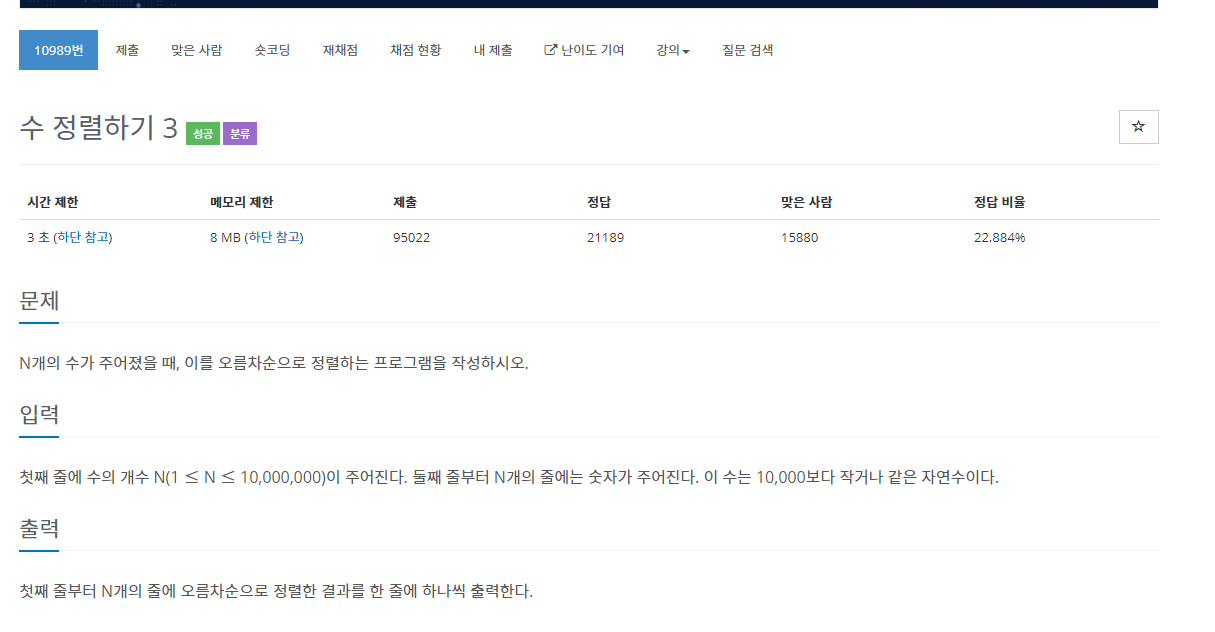 10989번 제출 맞은 사람 숏코딩 재채점 채점 현황 내 제출 난이도 기여 강의 질문 검색
수 정렬하기 3 성공 분류
시간 제한 메모리 제한 제출 정답 맞은 사람 정답 비율
3 초 (하단 참고) 8 MB (하단 참고) 95022 21189 15880 22.884%
문제
N개의 수가 주어졌을 때, 이를 오름차순으로 정렬하는 프로그램을 작성하시오.
입력
첫째 줄에 수의 개수 N(1 ≤ N ≤ 10,000,000)이 주어진다. 둘째 줄부터 N개의 줄에는 숫자가 주어진다. 이 수는 10,000보다 작거나 같은 자연수이다.
출력
첫째 줄부터 N개의 줄에 오름차순으로 정렬한 결과를 한 줄에 하나씩 출력한다.